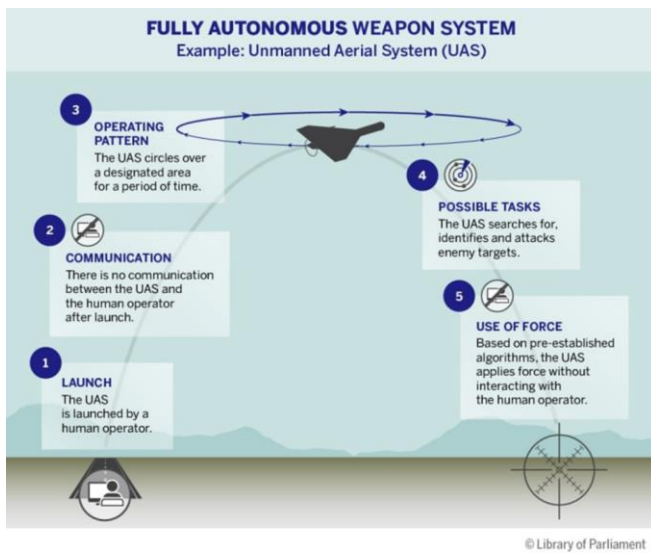 FULLY AUTONOMOUS WEAPON SYSTEM
Example: Unmanned Aerial System (UAS)
3
OPERATING
PATTERN
The UAS circles over
a designated area
for a period of time.
4
POSSIBLE TASKS
The UAS searches for,
identifies and attacks
enemy targets.
2
COMMUNICATION
There is no communication
between the UAS and
the human operator
after launch.
5
USE OF FORCE
Based on pre-established
algorithms, the UAS
applies force without
interacting with
the human operator.
1
LAUNCH
The UAS
is launched by a
human operator.
© Library of Parliament